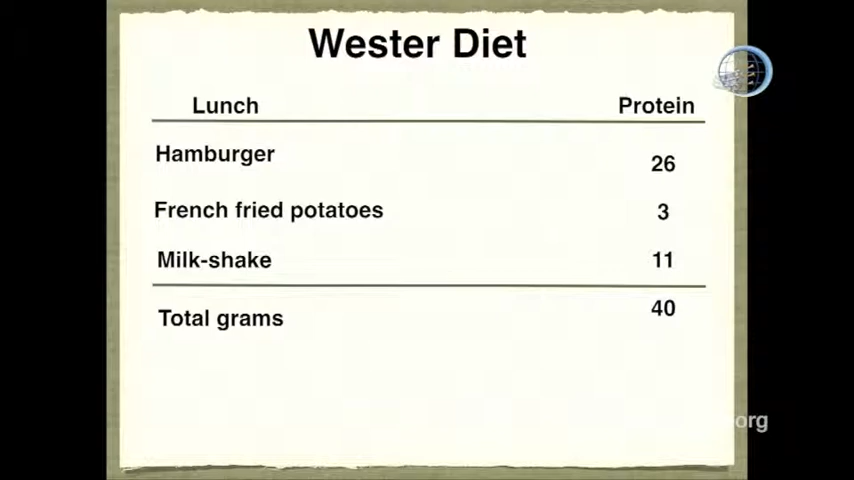 Wester Diet
Lunch Protein
Hamburger 26
French fried potatoes 3
Milk-shake 11
Total grams 40
org